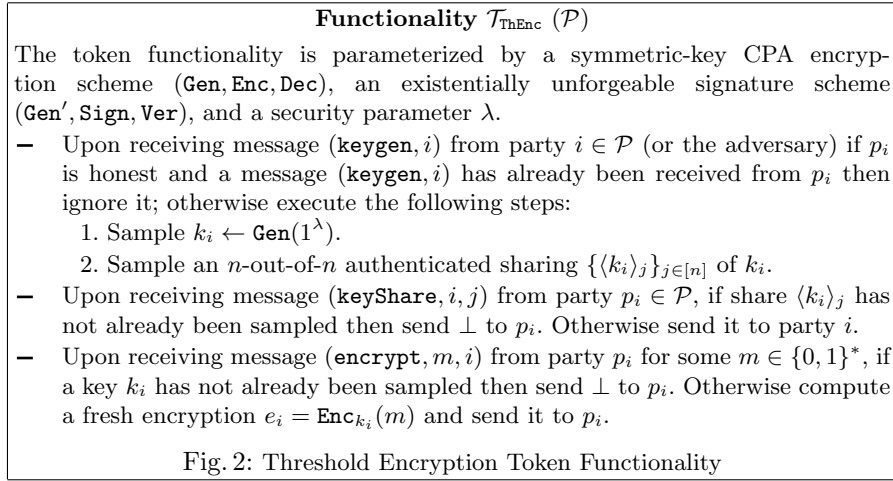 Functionality 𝒯_ThEnc (𝒫)
The token functionality is parameterized by a symmetric-key CPA encryp-
tion scheme (Gen, Enc, Dec), an existentially unforgeable signature scheme
(Gen′, Sign, Ver), and a security parameter λ.
– Upon receiving message (keygen, i) from party i ∈ 𝒫 (or the adversary) if pᵢ
is honest and a message (keygen, i) has already been received from pᵢ then
ignore it; otherwise execute the following steps:
1. Sample kᵢ ← Gen(1^λ).
2. Sample an n-out-of-n authenticated sharing {⟨kᵢ⟩ⱼ}ⱼ∈[n] of kᵢ.
– Upon receiving message (keyShare, i, j) from party pᵢ ∈ 𝒫, if share ⟨kᵢ⟩ⱼ has
not already been sampled then send ⊥ to pᵢ. Otherwise send it to party i.
– Upon receiving message (encrypt, m, i) from party pᵢ for some m ∈ {0, 1}*, if
a key kᵢ has not already been sampled then send ⊥ to pᵢ. Otherwise compute
a fresh encryption eᵢ = Enc_kᵢ(m) and send it to pᵢ.
Fig. 2: Threshold Encryption Token Functionality